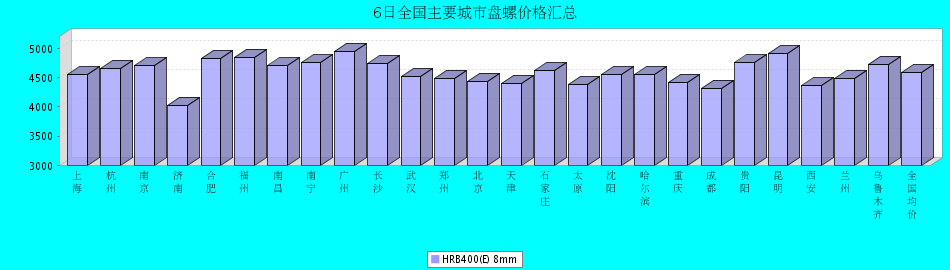 6日全国主要城市盘螺价格汇总
5000
4500
4000
3500
3000
上海
杭州
南京
济南
合肥
福州
南昌
南宁
广州
长沙
武汉
郑州
北京
天津
石家庄
太原
沈阳
哈尔滨
重庆
成都
贵阳
昆明
西安
兰州
乌鲁木齐
全国均价
HRB400(E) 8mm